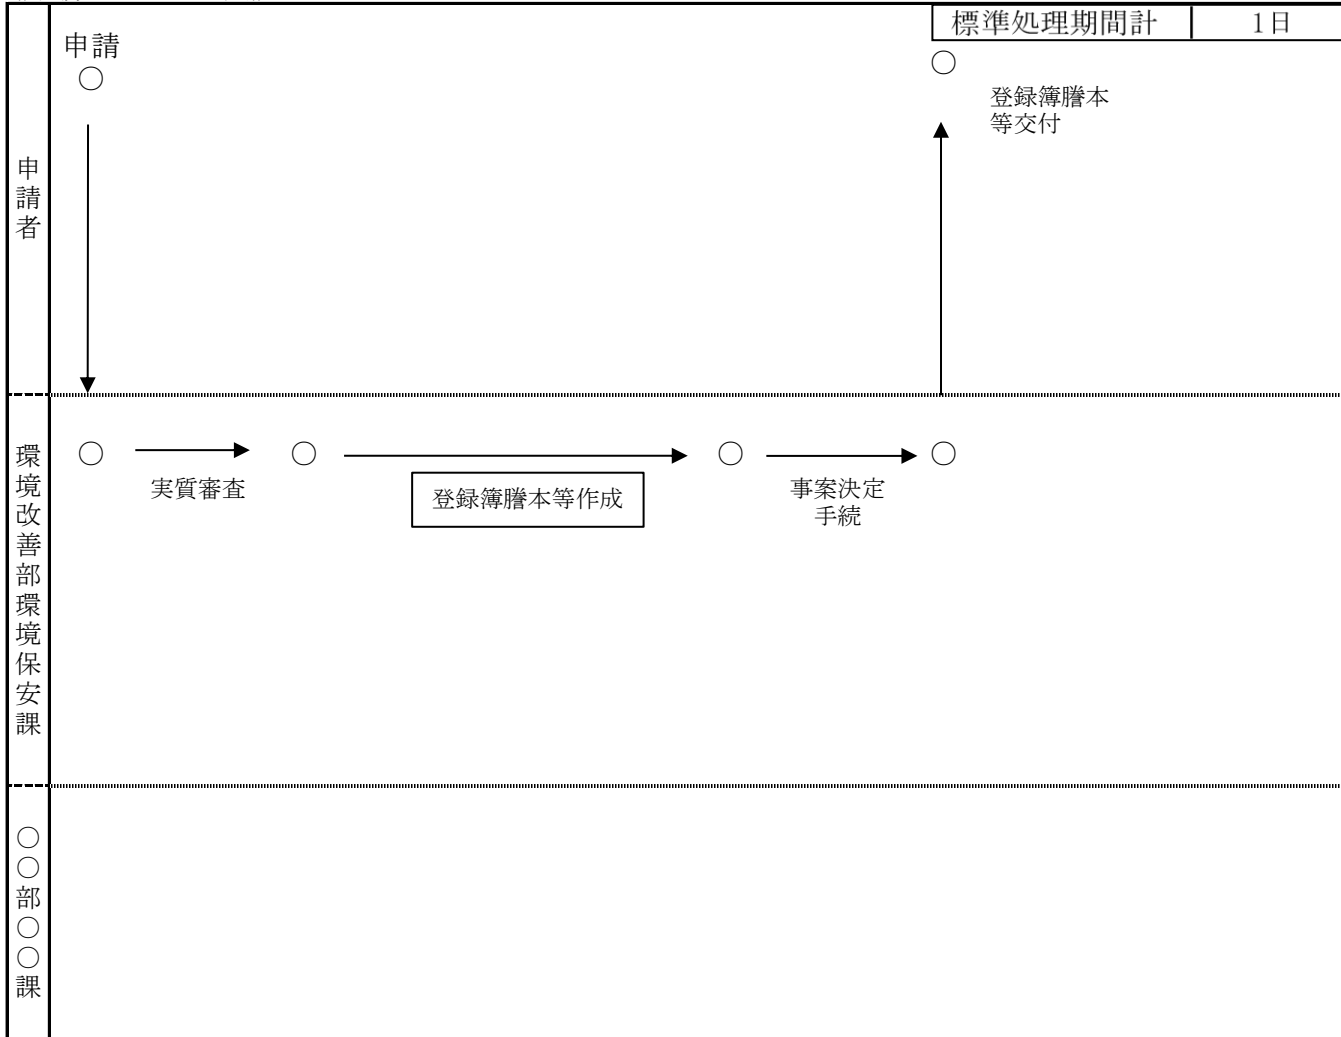 標準処理期間計 1日
申請
○
○
登録簿謄本
等交付
申請者
環境改善部環境保安課
○
○
○
○
実質審査
登録簿謄本等作成
事案決定
手続
○○部○○課